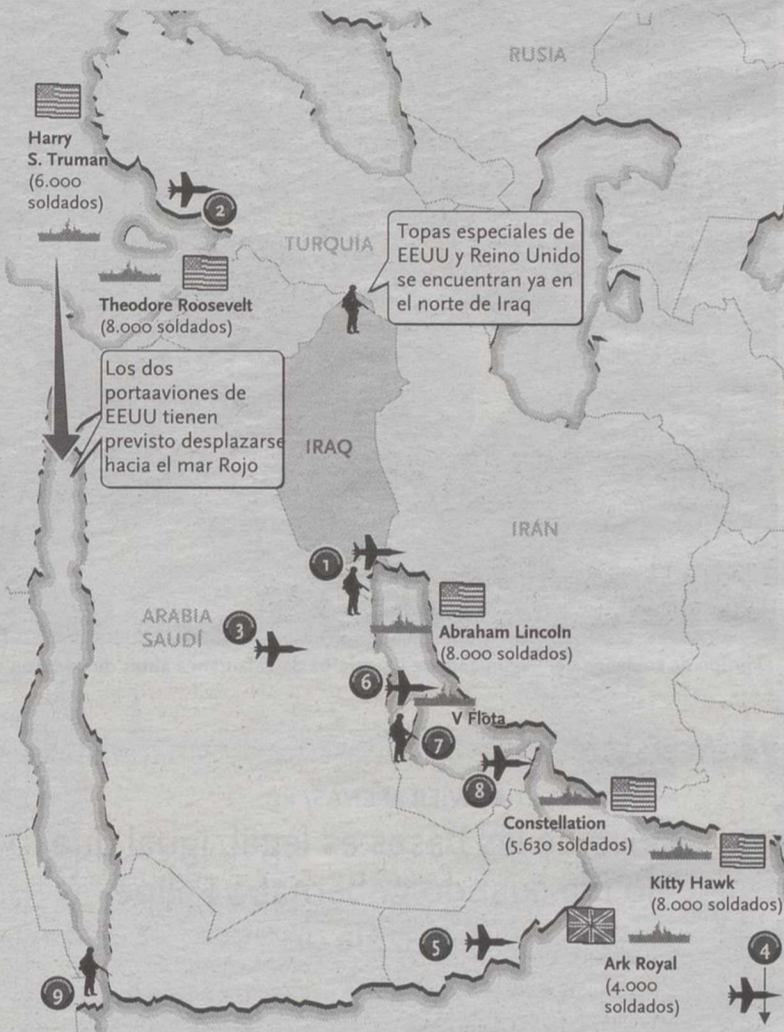 RUSIA
Harry
S. Truman
(6.000
soldados)
2
TURQUÍA
Topas especiales de
EEUU y Reino Unido
se encuentran ya en
el norte de Iraq
Theodore Roosevelt
(8.000 soldados)
Los dos
portaaviones de
EEUU tienen
previsto desplazarse
hacia el mar Rojo
IRAQ
IRÁN
1
ARABIA
SAUDÍ
3
Abraham Lincoln
(8.000 soldados)
6
V Flota
7
8
Constellation
(5.630 soldados)
Kitty Hawk
(8.000 soldados)
5
Ark Royal
(4.000
soldados)
4
9